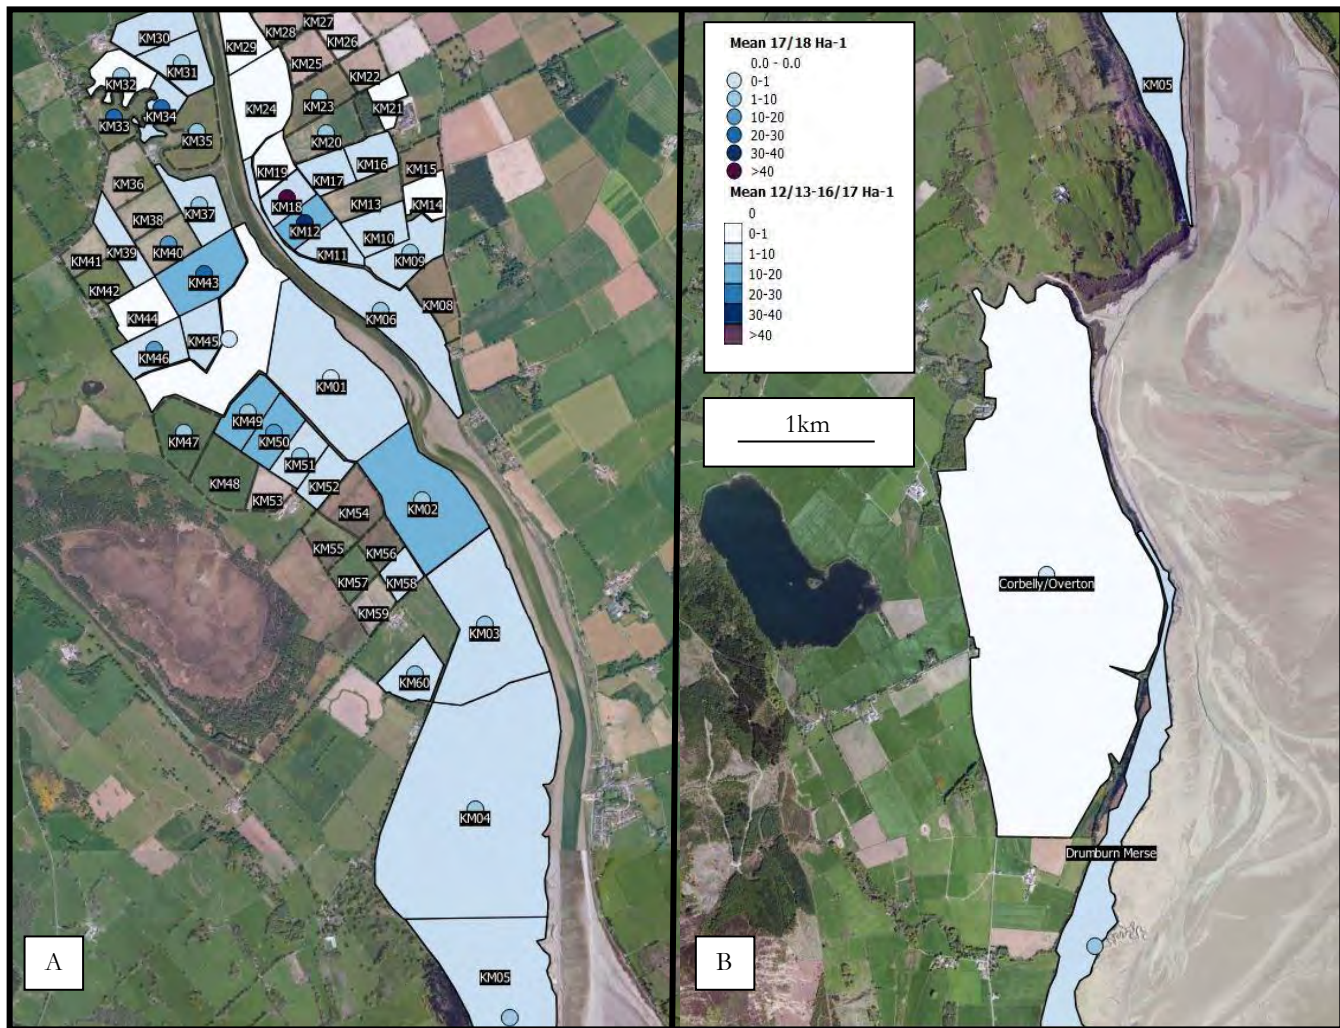 KM27
KM30
KM29
KM28
KM26
KM25
KM31
KM32
KM22
KM24
KM23
KM21
KM34
KM33
KM35
KM20
KM19
KM17
KM16
KM15
KM36
KM18
KM13
KM14
KM37
KM38
KM12
KM10
KM39
KM40
KM11
KM09
KM41
KM43
KM42
KM08
KM44
KM06
KM45
KM46
KM01
KM49
KM47
KM50
KM51
KM48
KM52
KM53
KM02
KM54
KM55
KM56
KM57
KM58
KM59
KM03
KM60
KM04
KM05
A
Mean 17/18 Ha-1
0.0 - 0.0
0-1
1-10
10-20
20-30
30-40
>40
Mean 12/13-16/17 Ha-1
0
0-1
1-10
10-20
20-30
30-40
>40
1km
KM05
Corbelly/Overton
Drumburn Merse
B